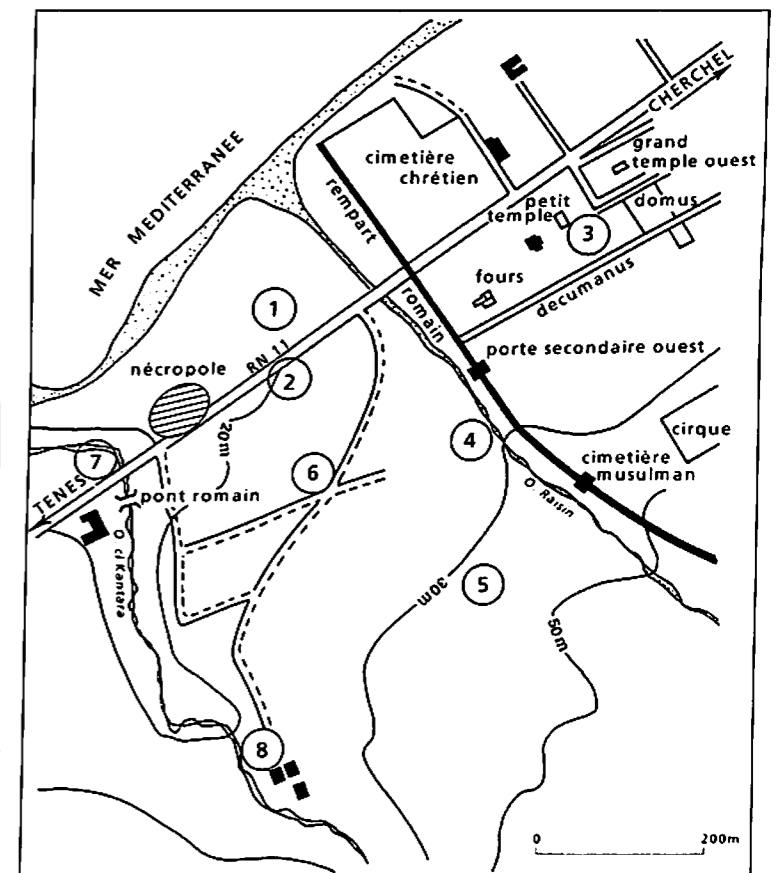 MER MEDITERRANEE
CHERCHEL
cimetière
chrétien
grand
temple ouest
rempart
romain
petit
temple
domus
3
fours
decumanus
1
RN 11
porte secondaire ouest
nécropole
2
20m
4
cirque
cimetière
musulman
7
6
TENES
pont romain
O. Raisin
O. el Kantara
5
30m
50m
8
0
200m